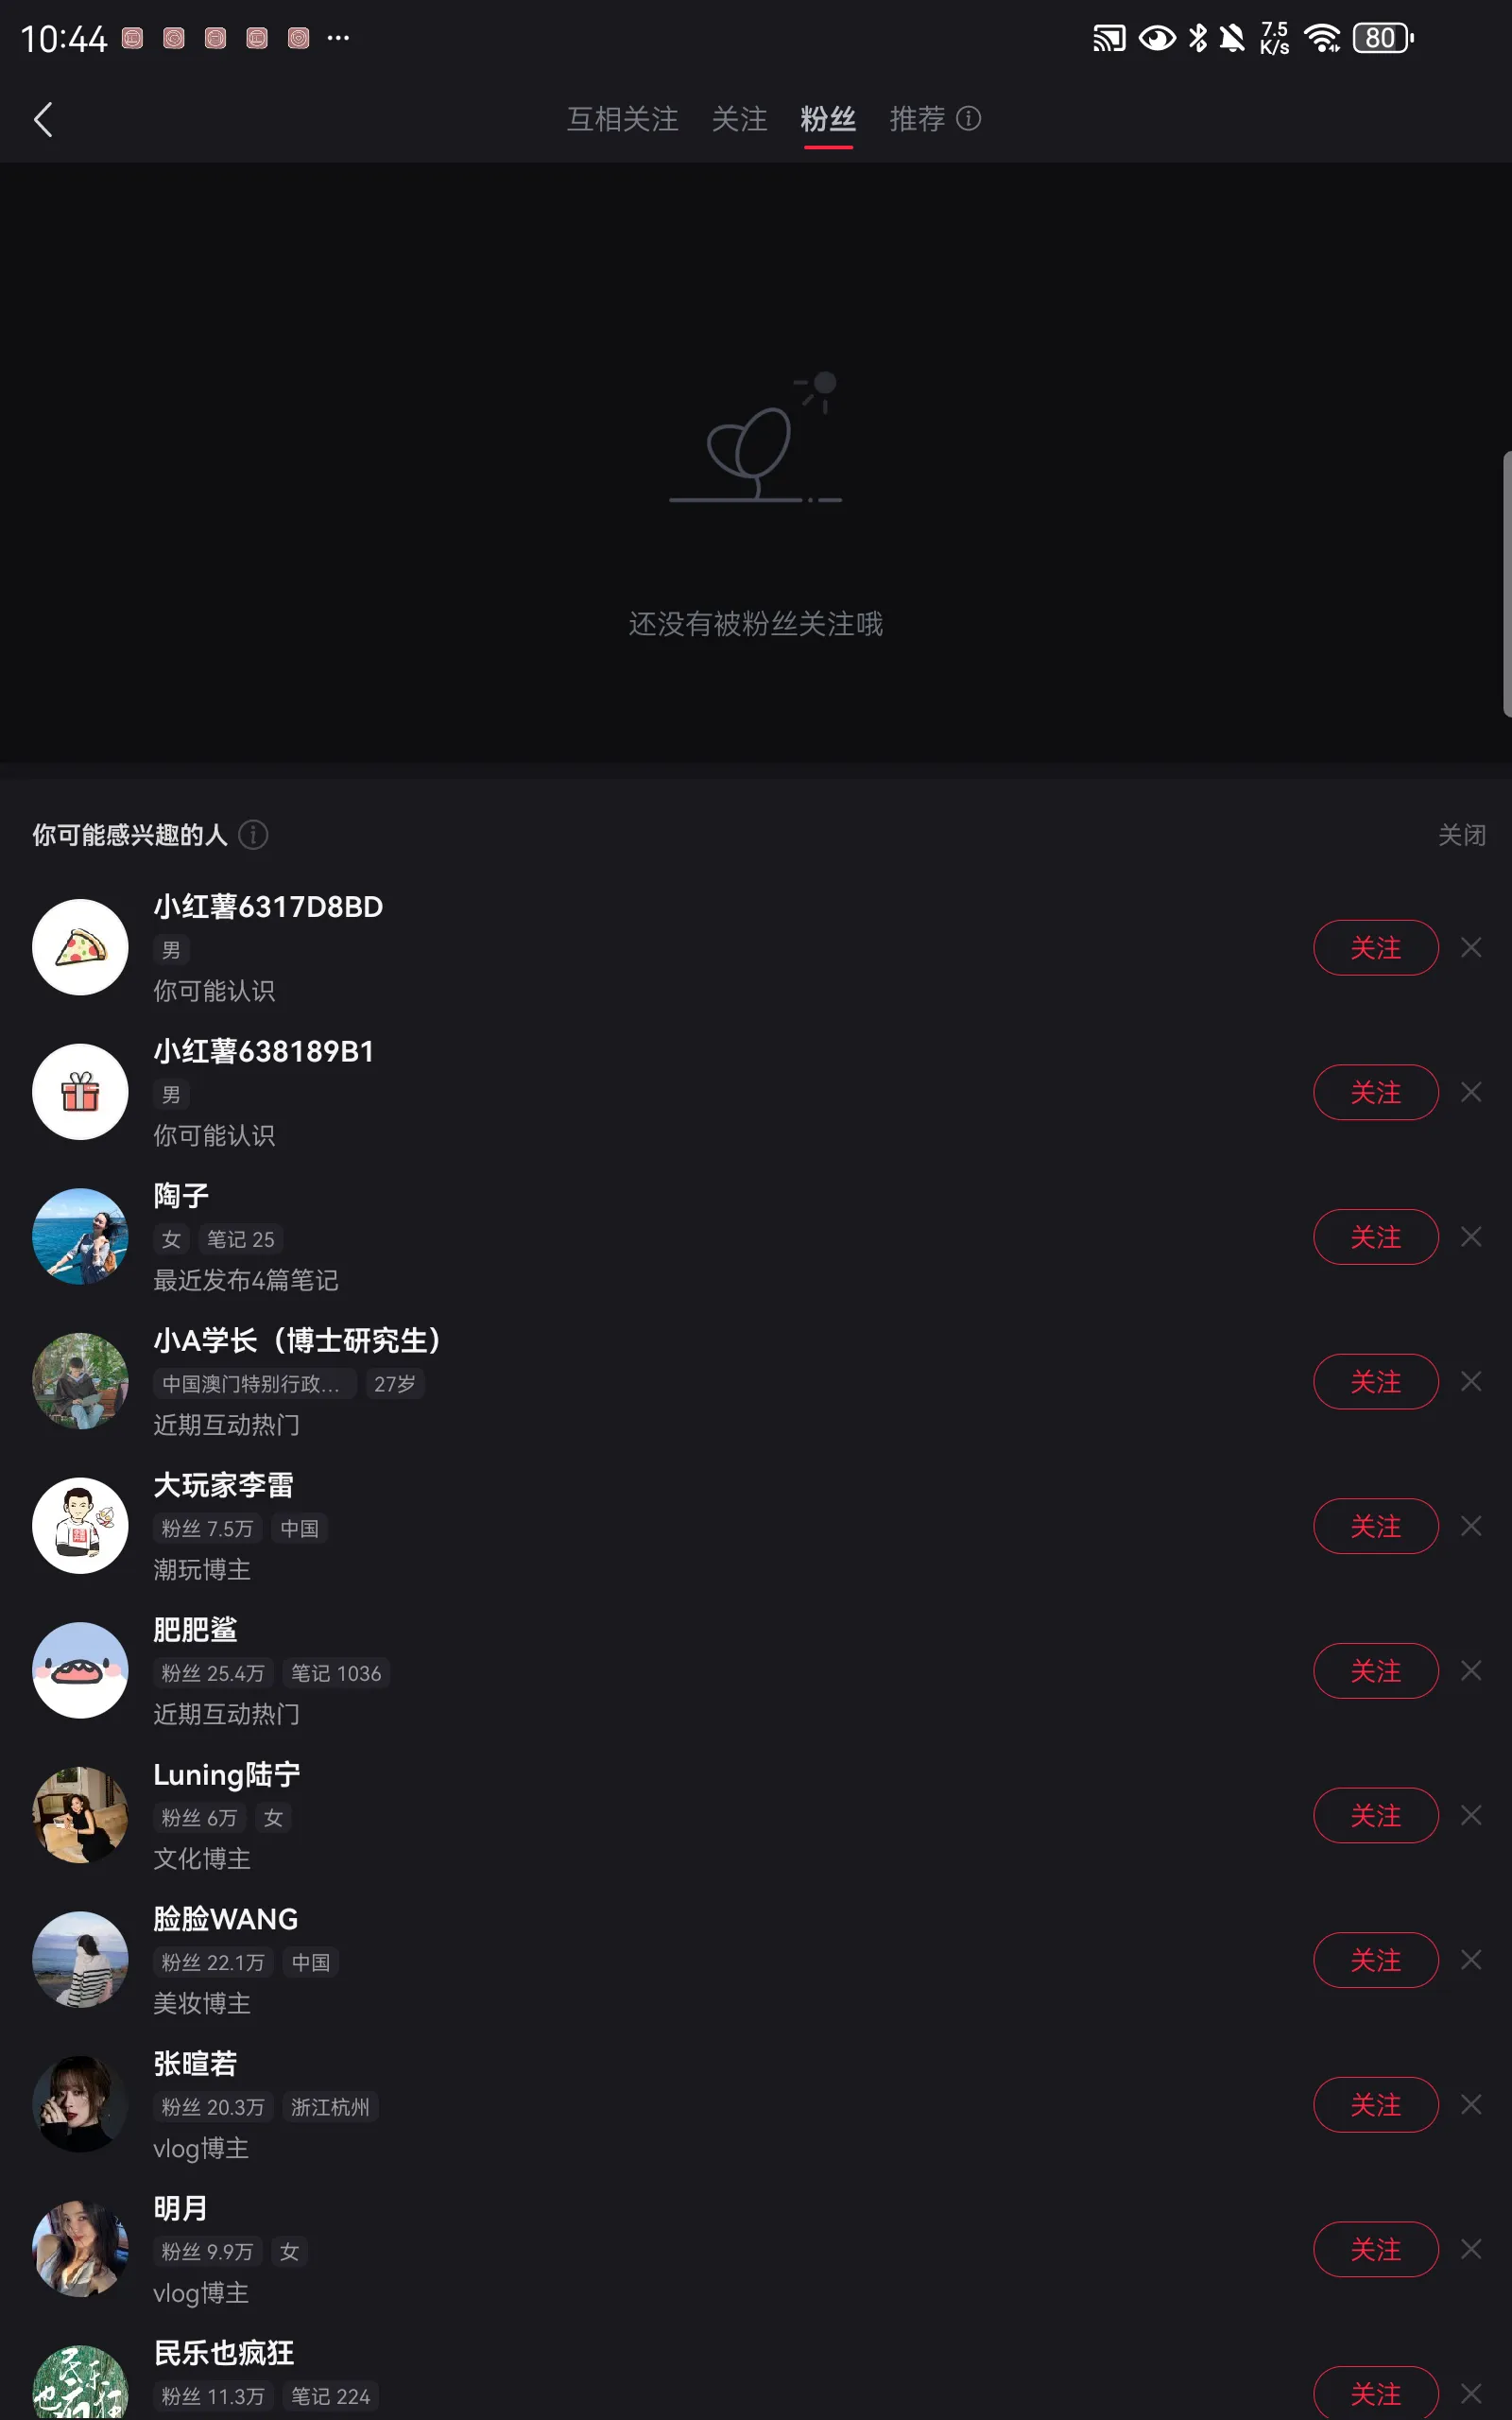 10:44 7.5 K/s 80
互相关注 关注 粉丝 推荐
还没有被粉丝关注哦
你可能感兴趣的人 关闭
小红薯6317D8BD
男
你可能认识
关注
小红薯638189B1
男
你可能认识
关注
陶子
女 笔记 25
最近发布4篇笔记
关注
小A学长（博士研究生）
中国澳门特别行政... 27岁
近期互动热门
关注
大玩家李雷
粉丝 7.5万 中国
潮玩博主
关注
肥肥鲨
粉丝 25.4万 笔记 1036
近期互动热门
关注
Luning陆宁
粉丝 6万 女
文化博主
关注
脸脸WANG
粉丝 22.1万 中国
美妆博主
关注
张暄若
粉丝 20.3万 浙江杭州
vlog博主
关注
明月
粉丝 9.9万 女
vlog博主
关注
民乐也疯狂
粉丝 11.3万 笔记 224
关注